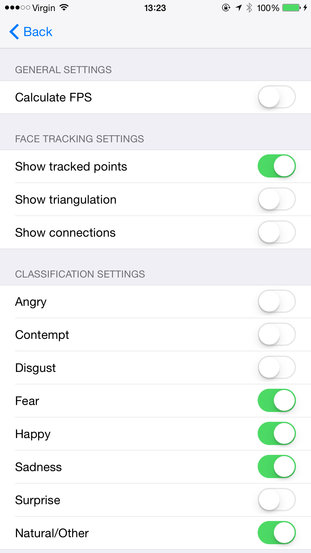 Virgin 13:23 100%
Back
GENERAL SETTINGS
Calculate FPS
FACE TRACKING SETTINGS
Show tracked points
Show triangulation
Show connections
CLASSIFICATION SETTINGS
Angry
Contempt
Disgust
Fear
Happy
Sadness
Surprise
Natural/Other